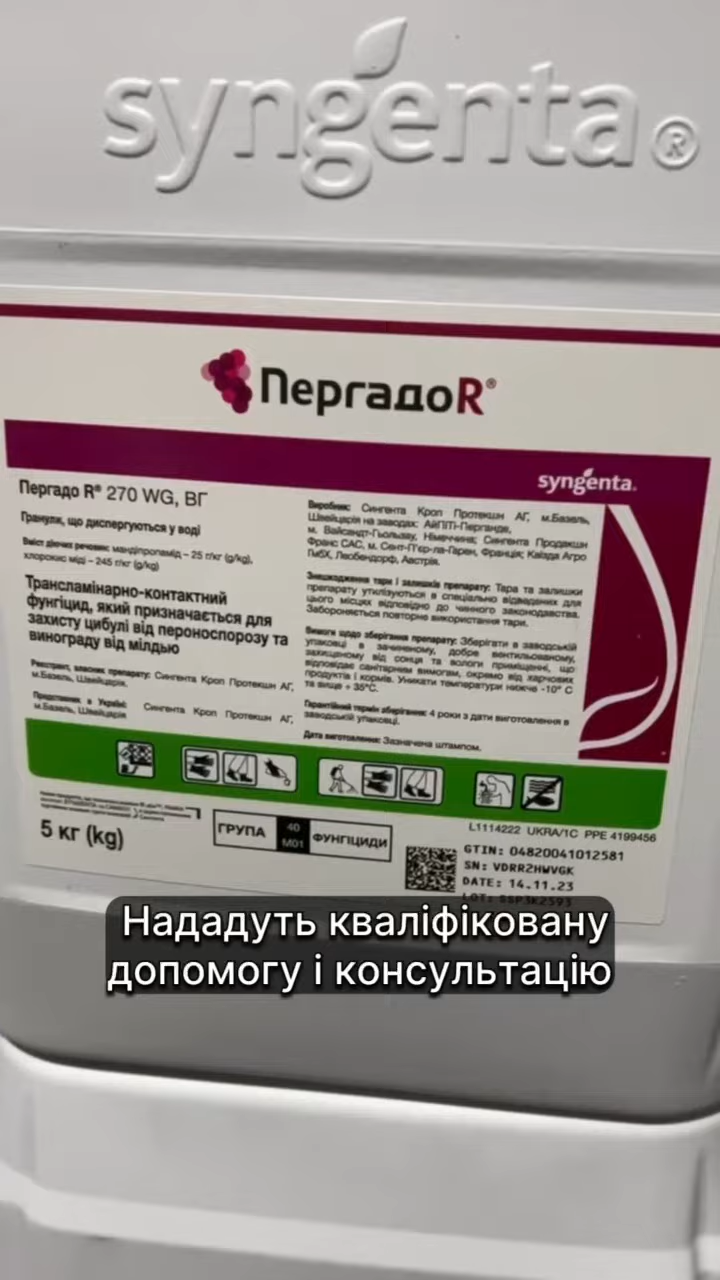 syngenta®
ПергадоR®
syngenta.
Пергадо R® 270 WG, ВГ
Гранули, що диспергуються у воді
Вміст діючих речовин: мандіпропамід – 25 г/кг (g/kg),
хлорокис міді – 245 г/кг (g/kg)
Трансламінарно-контактний
фунгіцид, який призначається для
захисту цибулі від пероноспорозу та
винограду від мілдью
Реєстрант, власник препарату: Сингента Кроп Протекшн АГ,
м.Базель, Швейцарія.
Представник в Україні: Сингента Кроп Протекшн АГ,
м.Базель, Швейцарія
Виробник: Сингента Кроп Протекшн АГ, м.Базель,
Швейцарія на заводах: АйПіТі-Пергande,
м. Вайсандт-Гьользау, Німеччина; Сингента Продакшн
Франс САС, м. Сент-П'єр-ла-Гарен, Франція; Квізда Агро
ГмбХ, Леобендорф, Австрія.
Знешкодження тари і залишків препарату: Тара та залишки
препарату утилізуються в спеціально відведених для
цього місцях відповідно до чинного законодавства.
Забороняється повторне використання тари.
Вимоги щодо зберігання препарату: Зберігати в заводській
упаковці в зачиненому, добре вентильованому,
захищеному від сонця та вологи приміщенні, що
відповідає санітарним вимогам, окремо від харчових
продуктів і кормів. Уникати температури нижче -10° С
та вище + 35°С.
Гарантійний термін зберігання: 4 роки з дати виготовлення в
заводській упаковці.
Дата виготовлення: Зазначена штампом.
5 кг (kg)
ГРУПА 40 М01 ФУНГІЦИДИ
L1114222 UKRA/1C PPE 4199456
GTIN: 04820041012581
SN: VDRR2HWVGK
DATE: 14.11.23
LOT: SSP3K2593
Нададуть кваліфіковану
допомогу і консультацію